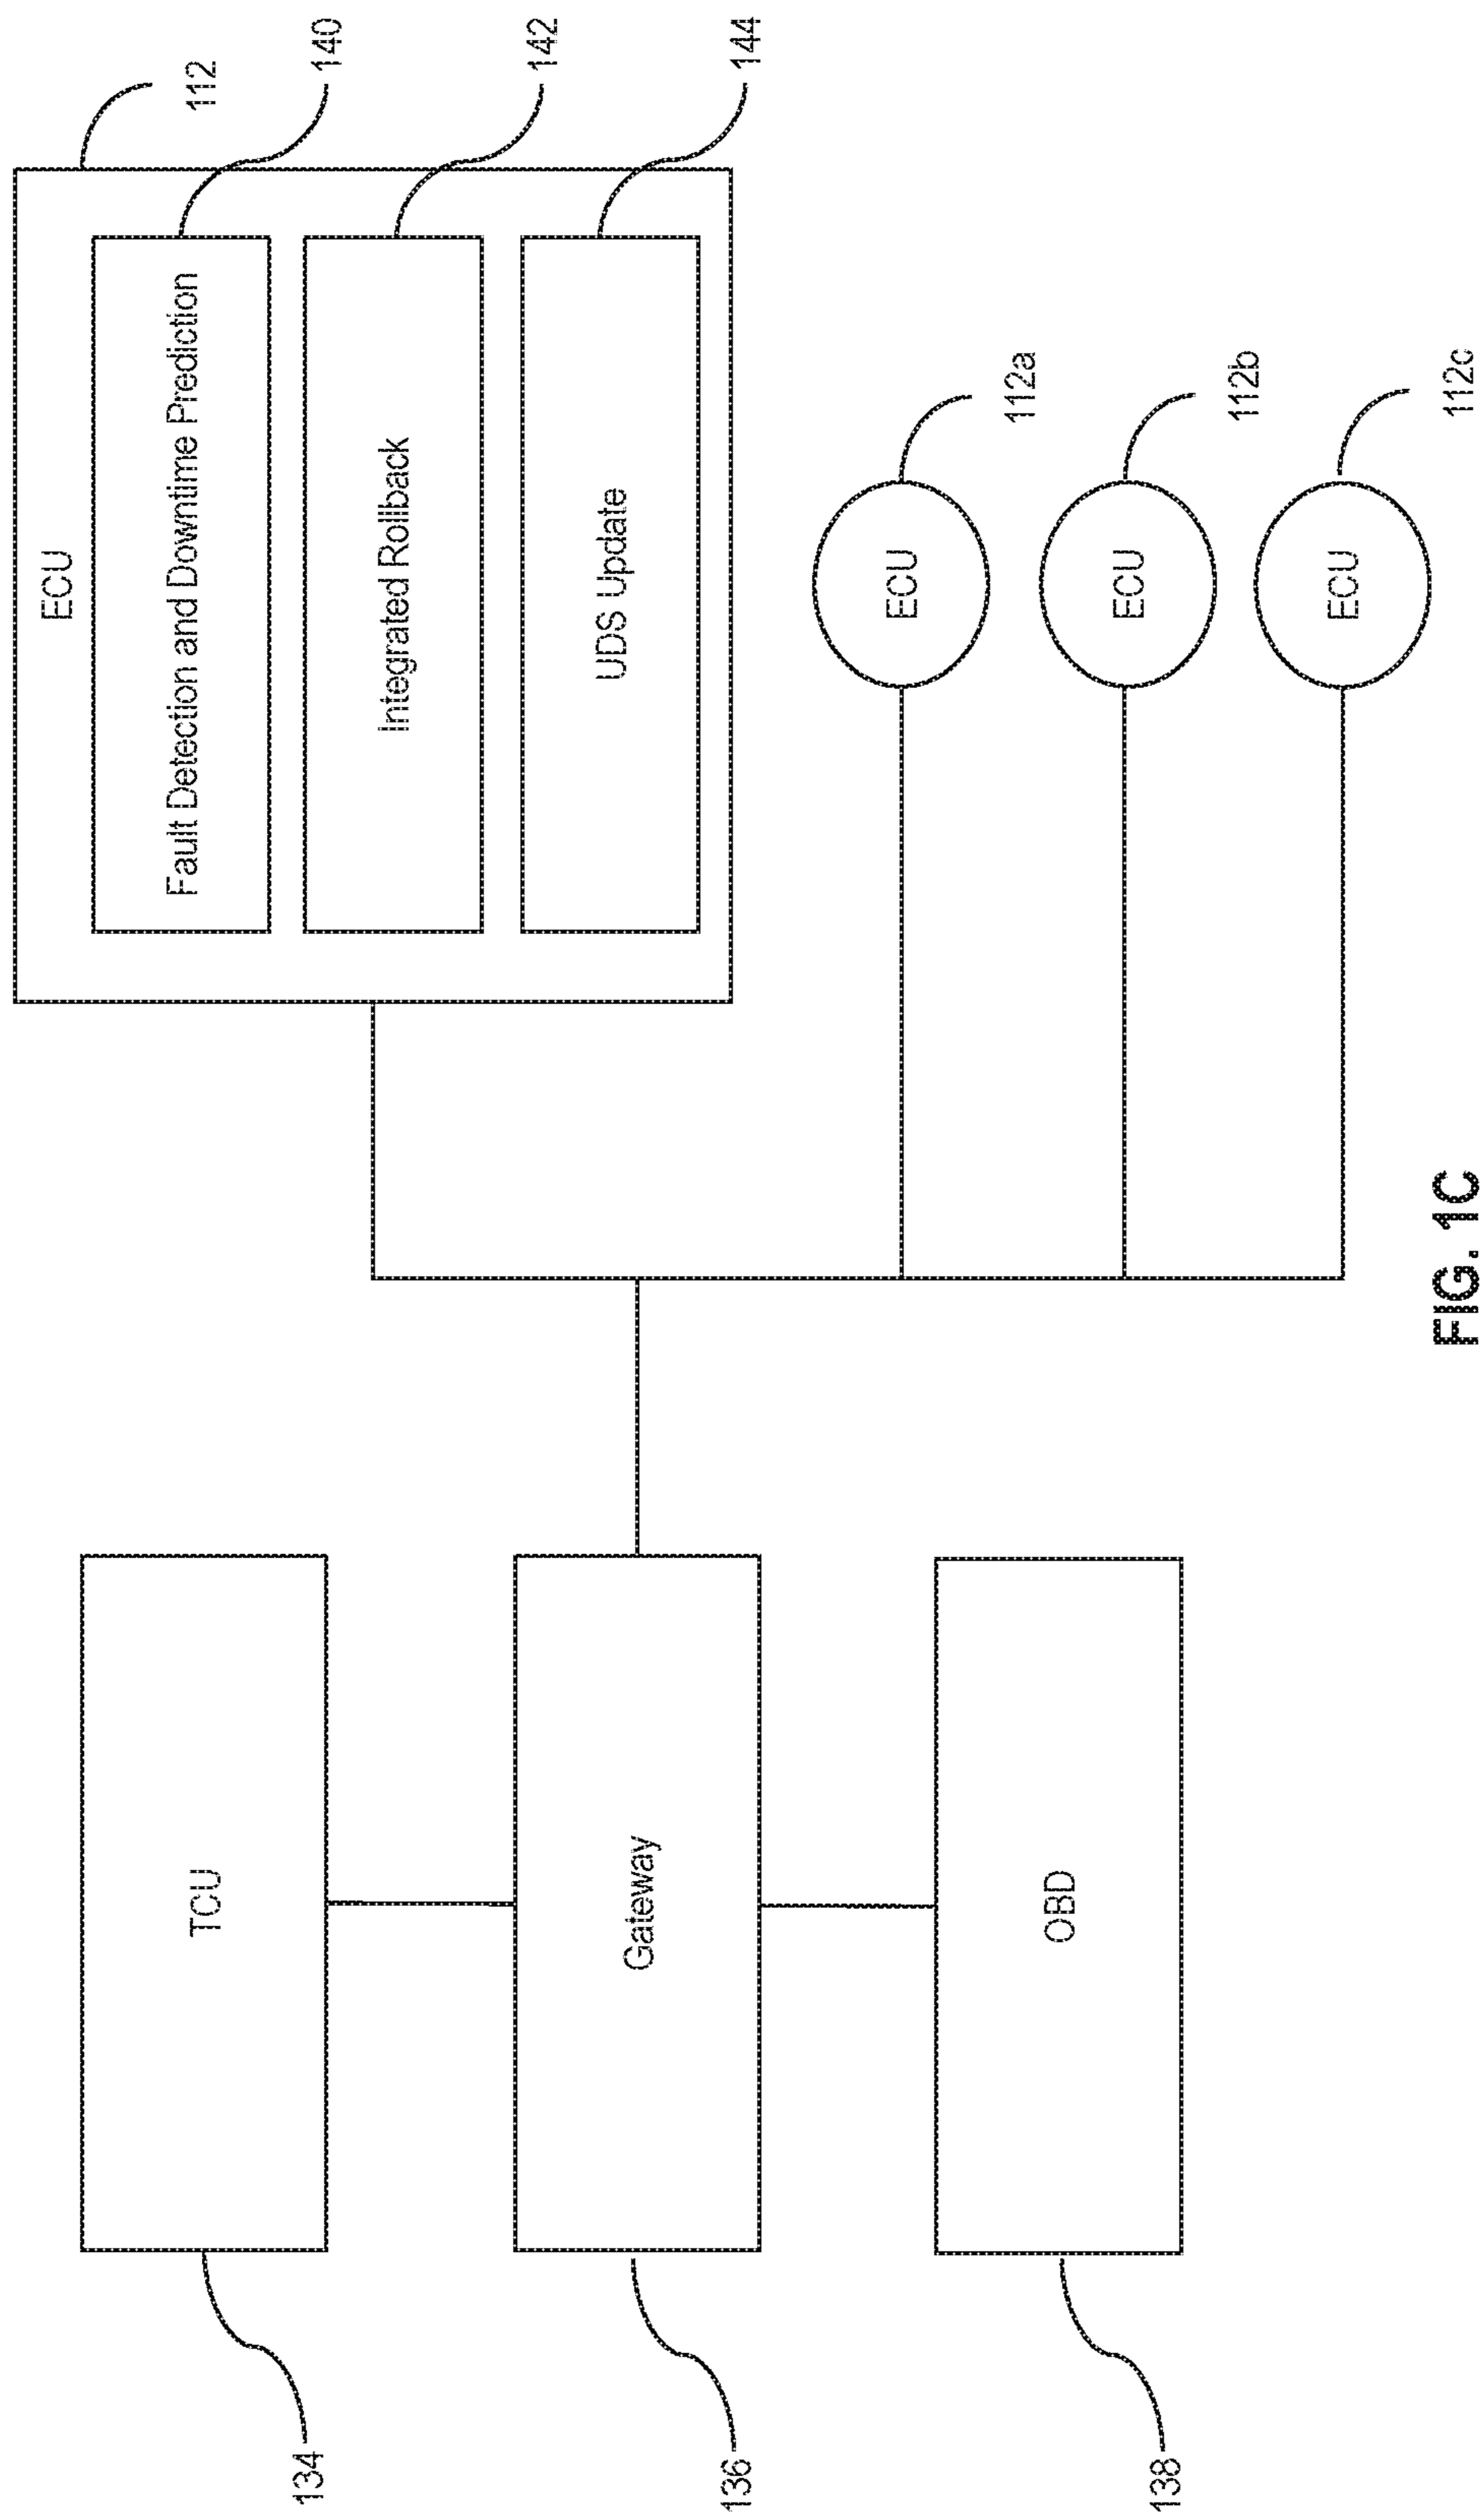 134
TCU
136
Gateway
138
OBD
ECU
112
Fault Detection and Downtime Prediction
140
Integrated Rollback
142
UDS Update
144
ECU
112a
ECU
112b
ECU
112c
FIG. 1C